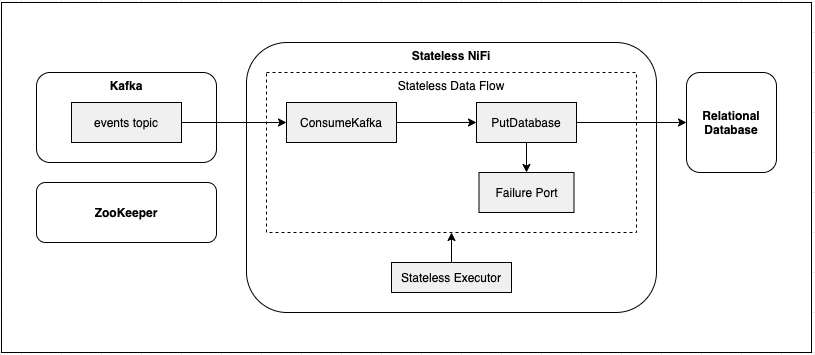 Stateless NiFi
Kafka
Stateless Data Flow
events topic
ConsumeKafka
PutDatabase
Relational
Database
Failure Port
ZooKeeper
Stateless Executor